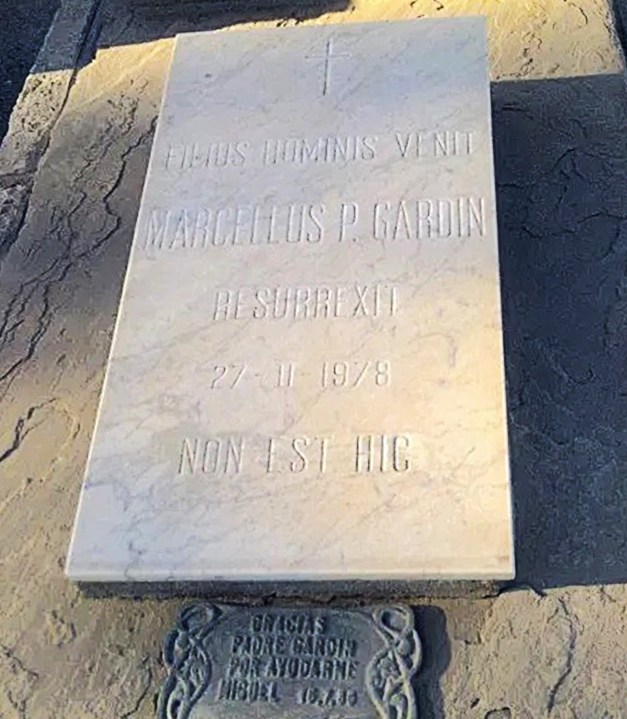 FILIUS HOMINIS VENIT
MARCELLUS P. GARDIN
RESURREXIT
27-II-1978
NON EST HIC
GRACIAS
PADRE GARDIN
POR AYUDARME
MIGUEL